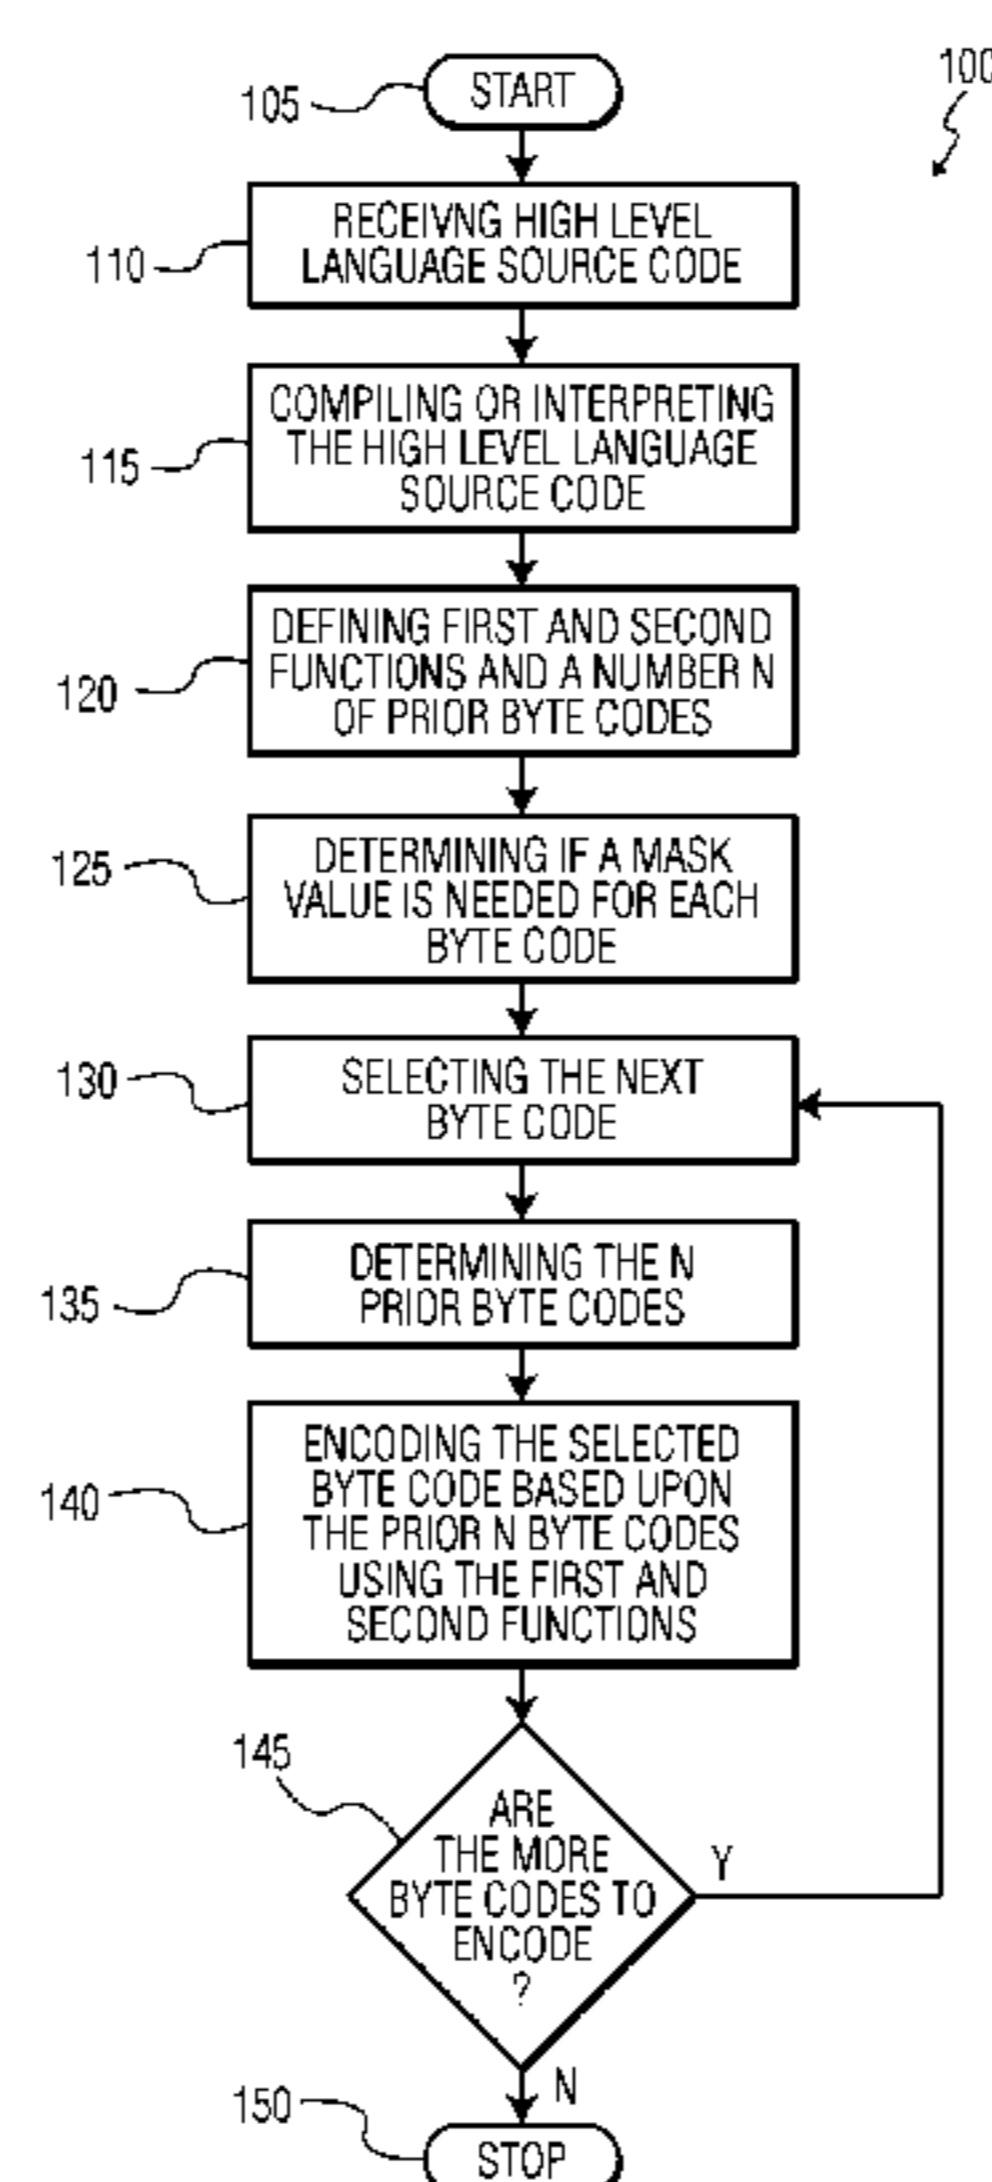 100
105
START
110
RECEIVNG HIGH LEVEL
LANGUAGE SOURCE CODE
115
COMPILING OR INTERPRETING
THE HIGH LEVEL LANGUAGE
SOURCE CODE
120
DEFINING FIRST AND SECOND
FUNCTIONS AND A NUMBER N
OF PRIOR BYTE CODES
125
DETERMINING IF A MASK
VALUE IS NEEDED FOR EACH
BYTE CODE
130
SELECTING THE NEXT
BYTE CODE
135
DETERMINING THE N
PRIOR BYTE CODES
140
ENCODING THE SELECTED
BYTE CODE BASED UPON
THE PRIOR N BYTE CODES
USING THE FIRST AND
SECOND FUNCTIONS
145
ARE
THE MORE
BYTE CODES TO
ENCODE
?
Y
N
150
STOP